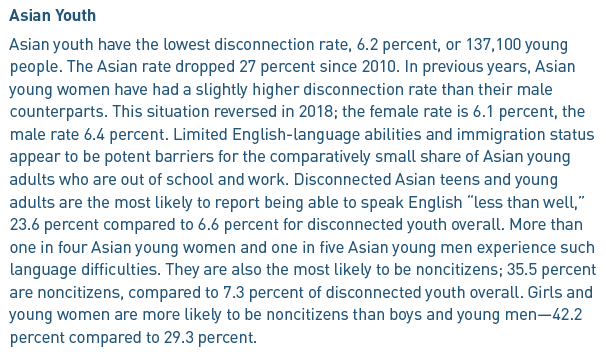 Asian Youth
Asian youth have the lowest disconnection rate, 6.2 percent, or 137,100 young
people. The Asian rate dropped 27 percent since 2010. In previous years, Asian
young women have had a slightly higher disconnection rate than their male
counterparts. This situation reversed in 2018; the female rate is 6.1 percent, the
male rate 6.4 percent. Limited English-language abilities and immigration status
appear to be potent barriers for the comparatively small share of Asian young
adults who are out of school and work. Disconnected Asian teens and young
adults are the most likely to report being able to speak English “less than well,”
23.6 percent compared to 6.6 percent for disconnected youth overall. More than
one in four Asian young women and one in five Asian young men experience such
language difficulties. They are also the most likely to be noncitizens; 35.5 percent
are noncitizens, compared to 7.3 percent of disconnected youth overall. Girls and
young women are more likely to be noncitizens than boys and young men—42.2
percent compared to 29.3 percent.